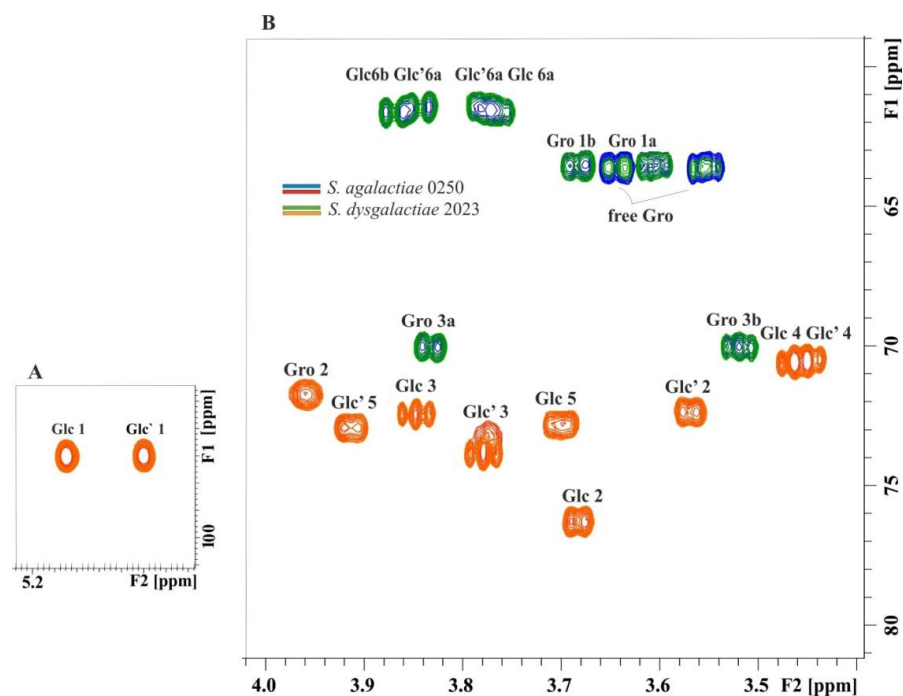 B
Glc6b Glc’6a Glc’6a Glc 6a
Gro 1b Gro 1a
S. agalactiae 0250
S. dysgalactiae 2023
free Gro
65
F1 [ppm]
Gro 3a Gro 3b Glc 4 Glc’ 4
70
Gro 2
Glc’ 5 Glc 3 Glc’ 3 Glc 5 Glc’ 2
75
Glc 2
80
4.0 3.9 3.8 3.7 3.6 3.5 F2 [ppm]
A
Glc 1 Glc’ 1
F1 [ppm]
100
5.2 F2 [ppm]